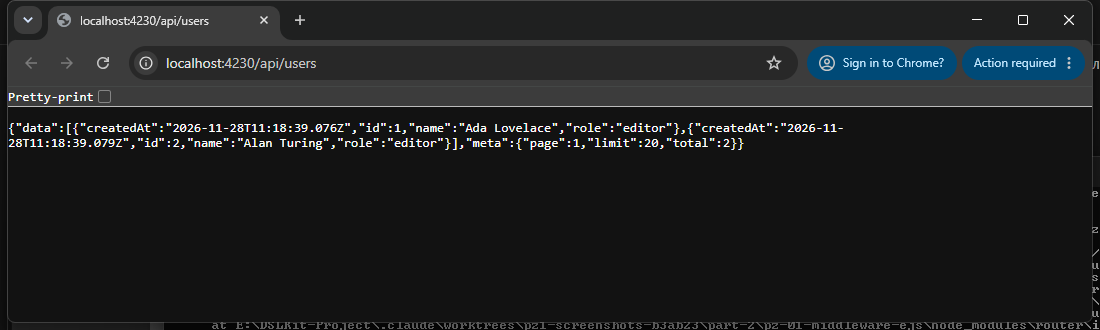 localhost:4230/api/users
localhost:4230/api/users
Sign in to Chrome?
Action required
Pretty-print
{"data":[{"createdAt":"2026-11-28T11:18:39.076Z","id":1,"name":"Ada Lovelace","role":"editor"},{"createdAt":"2026-11-
28T11:18:39.079Z","id":2,"name":"Alan Turing","role":"editor"}],"meta":{"page":1,"limit":20,"total":2}}
at E:\DSLKit-Project\.claude\worktrees\pz1-screenshots-b3ab23\part-2\pz-01-middleware-ejs\node_modules\router\i